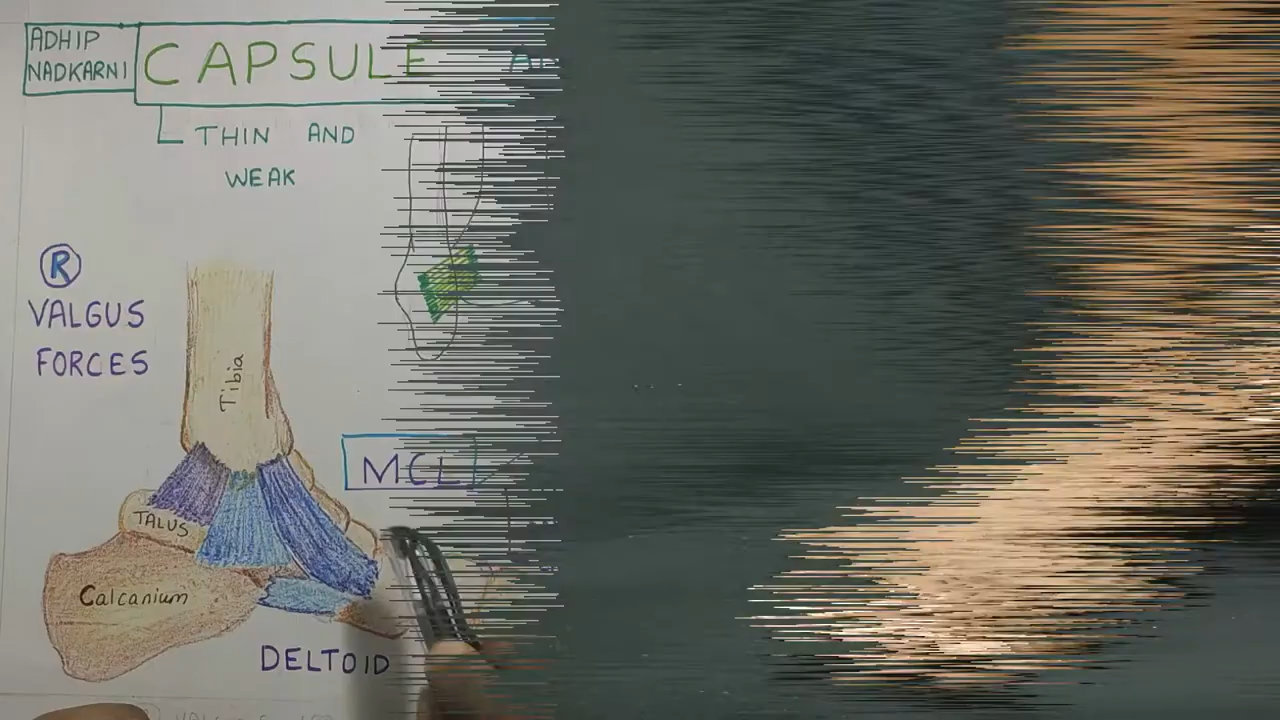 ADHIP
NADKARNI
CAPSULE
THIN AND
WEAK
R
VALGUS
FORCES
Tibia
MCL
TALUS
Calcanium
DELTOID